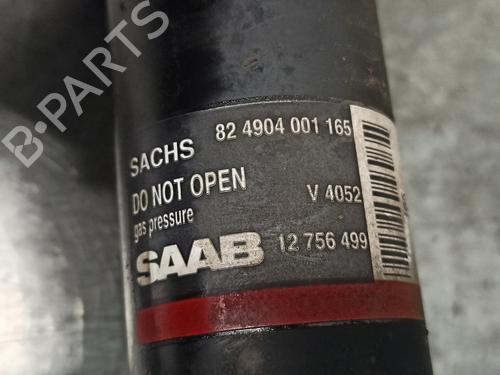 B-PARTS
SACHS 82 4904 001 165
DO NOT OPEN V 4052
gas pressure
SAAB 12 756 499